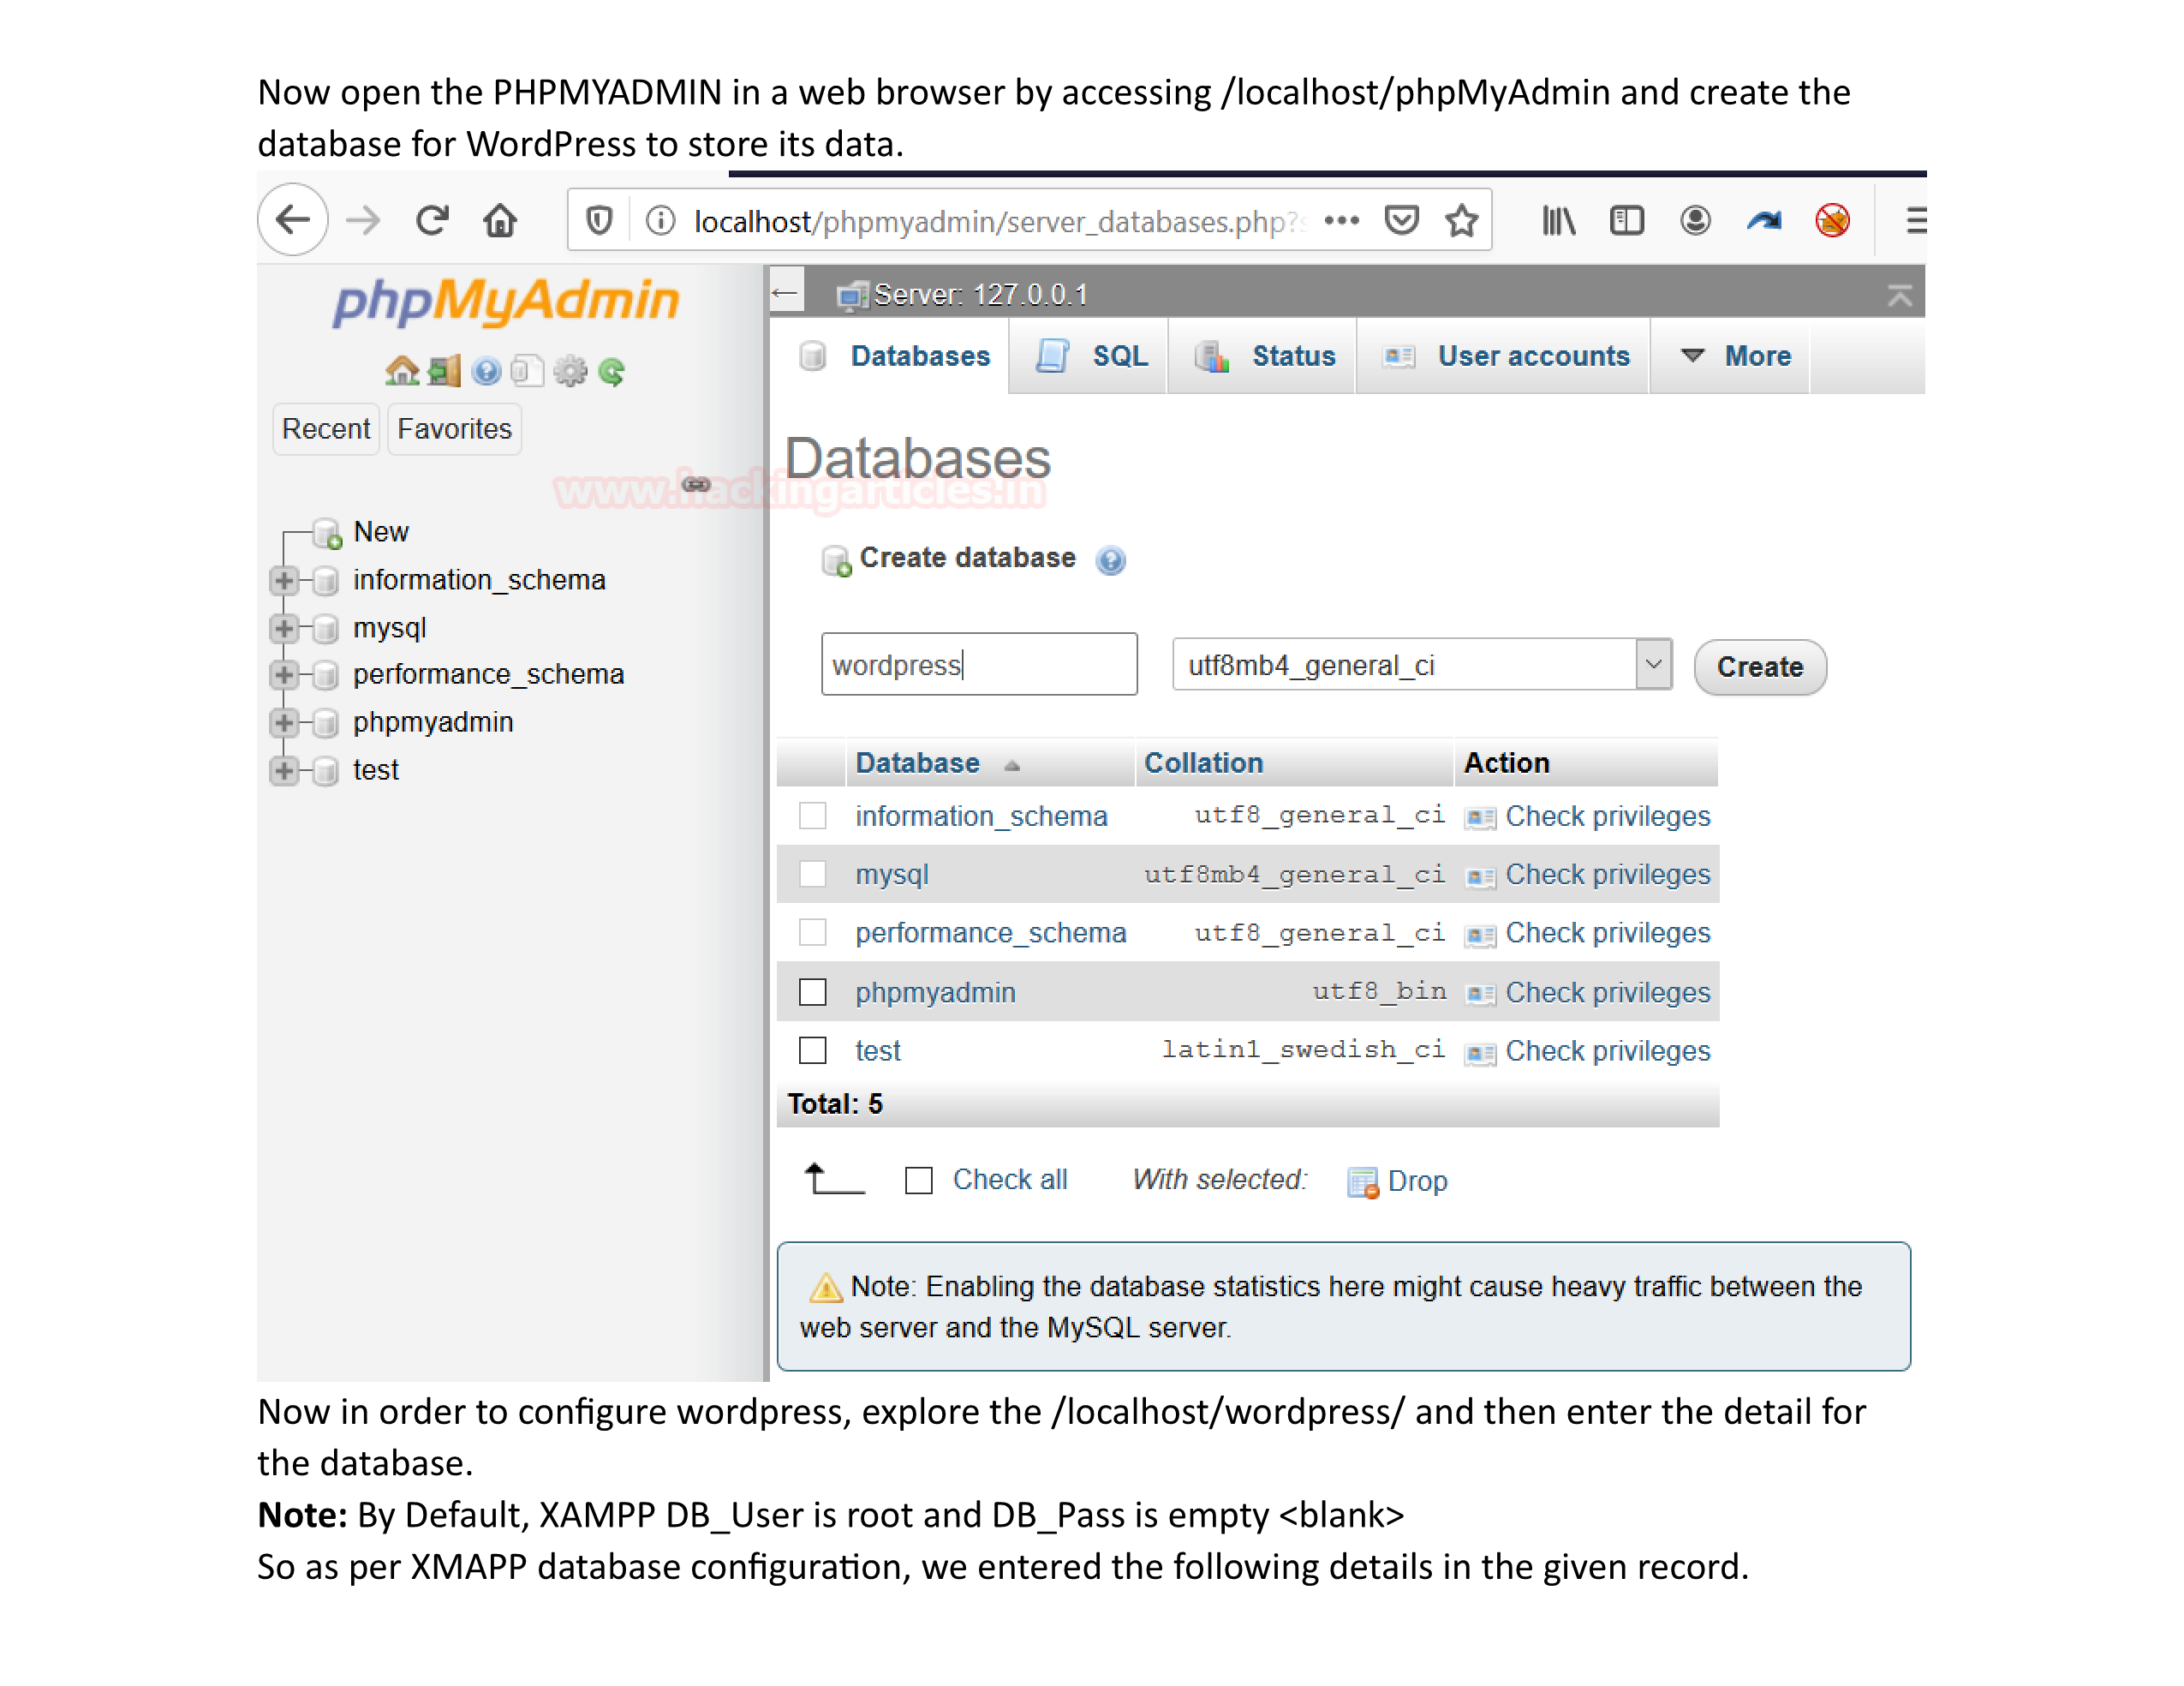 Now open the PHPMYADMIN in a web browser by accessing /localhost/phpMyAdmin and create the
database for WordPress to store its data.
localhost/phpmyadmin/server_databases.php?
phpMyAdmin
Recent Favorites
New
information_schema
mysql
performance_schema
phpmyadmin
test
Server: 127.0.0.1
Databases SQL Status User accounts More
Databases
www.hackingarticles.in
Create database
wordpress utf8mb4_general_ci Create
Database Collation Action
information_schema utf8_general_ci Check privileges
mysql utf8mb4_general_ci Check privileges
performance_schema utf8_general_ci Check privileges
phpmyadmin utf8_bin Check privileges
test latin1_swedish_ci Check privileges
Total: 5
Check all With selected: Drop
Note: Enabling the database statistics here might cause heavy traffic between the
web server and the MySQL server.
Now in order to configure wordpress, explore the /localhost/wordpress/ and then enter the detail for
the database.
Note: By Default, XAMPP DB_User is root and DB_Pass is empty <blank>
So as per XMAPP database configuration, we entered the following details in the given record.